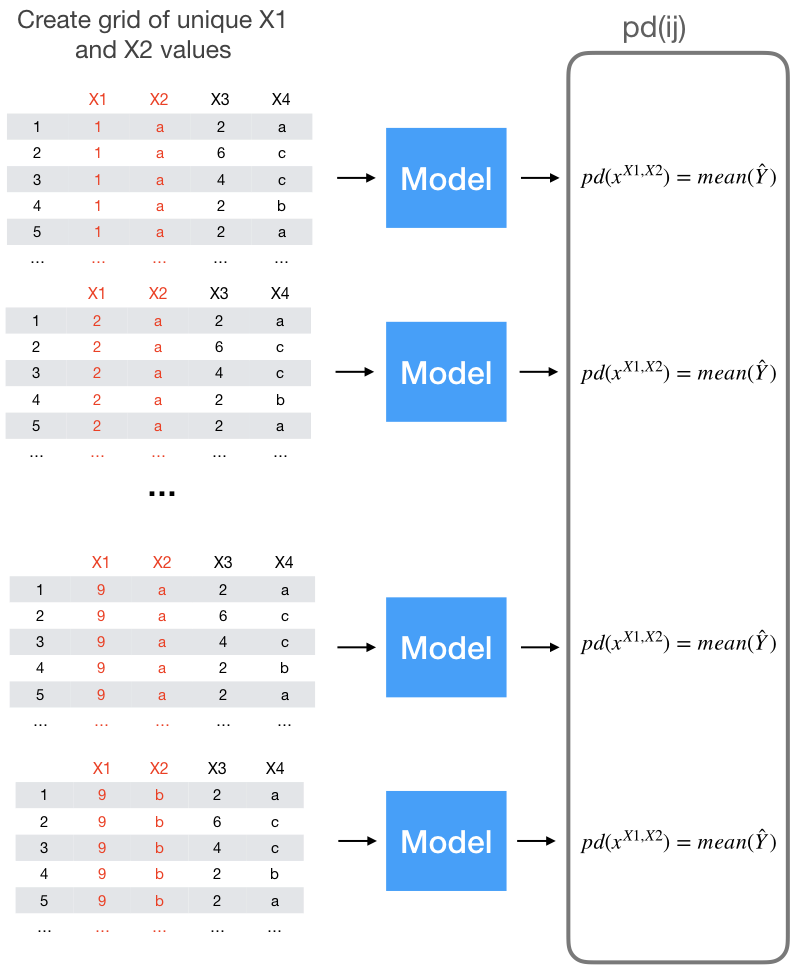 Create grid of unique X1
and X2 values
pd(ij)
X1 X2 X3 X4
1 1 a 2 a
2 1 a 6 c
3 1 a 4 c
4 1 a 2 b
5 1 a 2 a
... ... ... ... ...
Model
pd(x^{X1,X2}) = mean(Ŷ)
X1 X2 X3 X4
1 2 a 2 a
2 2 a 6 c
3 2 a 4 c
4 2 a 2 b
5 2 a 2 a
... ... ... ... ...
Model
pd(x^{X1,X2}) = mean(Ŷ)
...
X1 X2 X3 X4
1 9 a 2 a
2 9 a 6 c
3 9 a 4 c
4 9 a 2 b
5 9 a 2 a
... ... ... ... ...
Model
pd(x^{X1,X2}) = mean(Ŷ)
X1 X2 X3 X4
1 9 b 2 a
2 9 b 6 c
3 9 b 4 c
4 9 b 2 b
5 9 b 2 a
... ... ... ... ...
Model
pd(x^{X1,X2}) = mean(Ŷ)